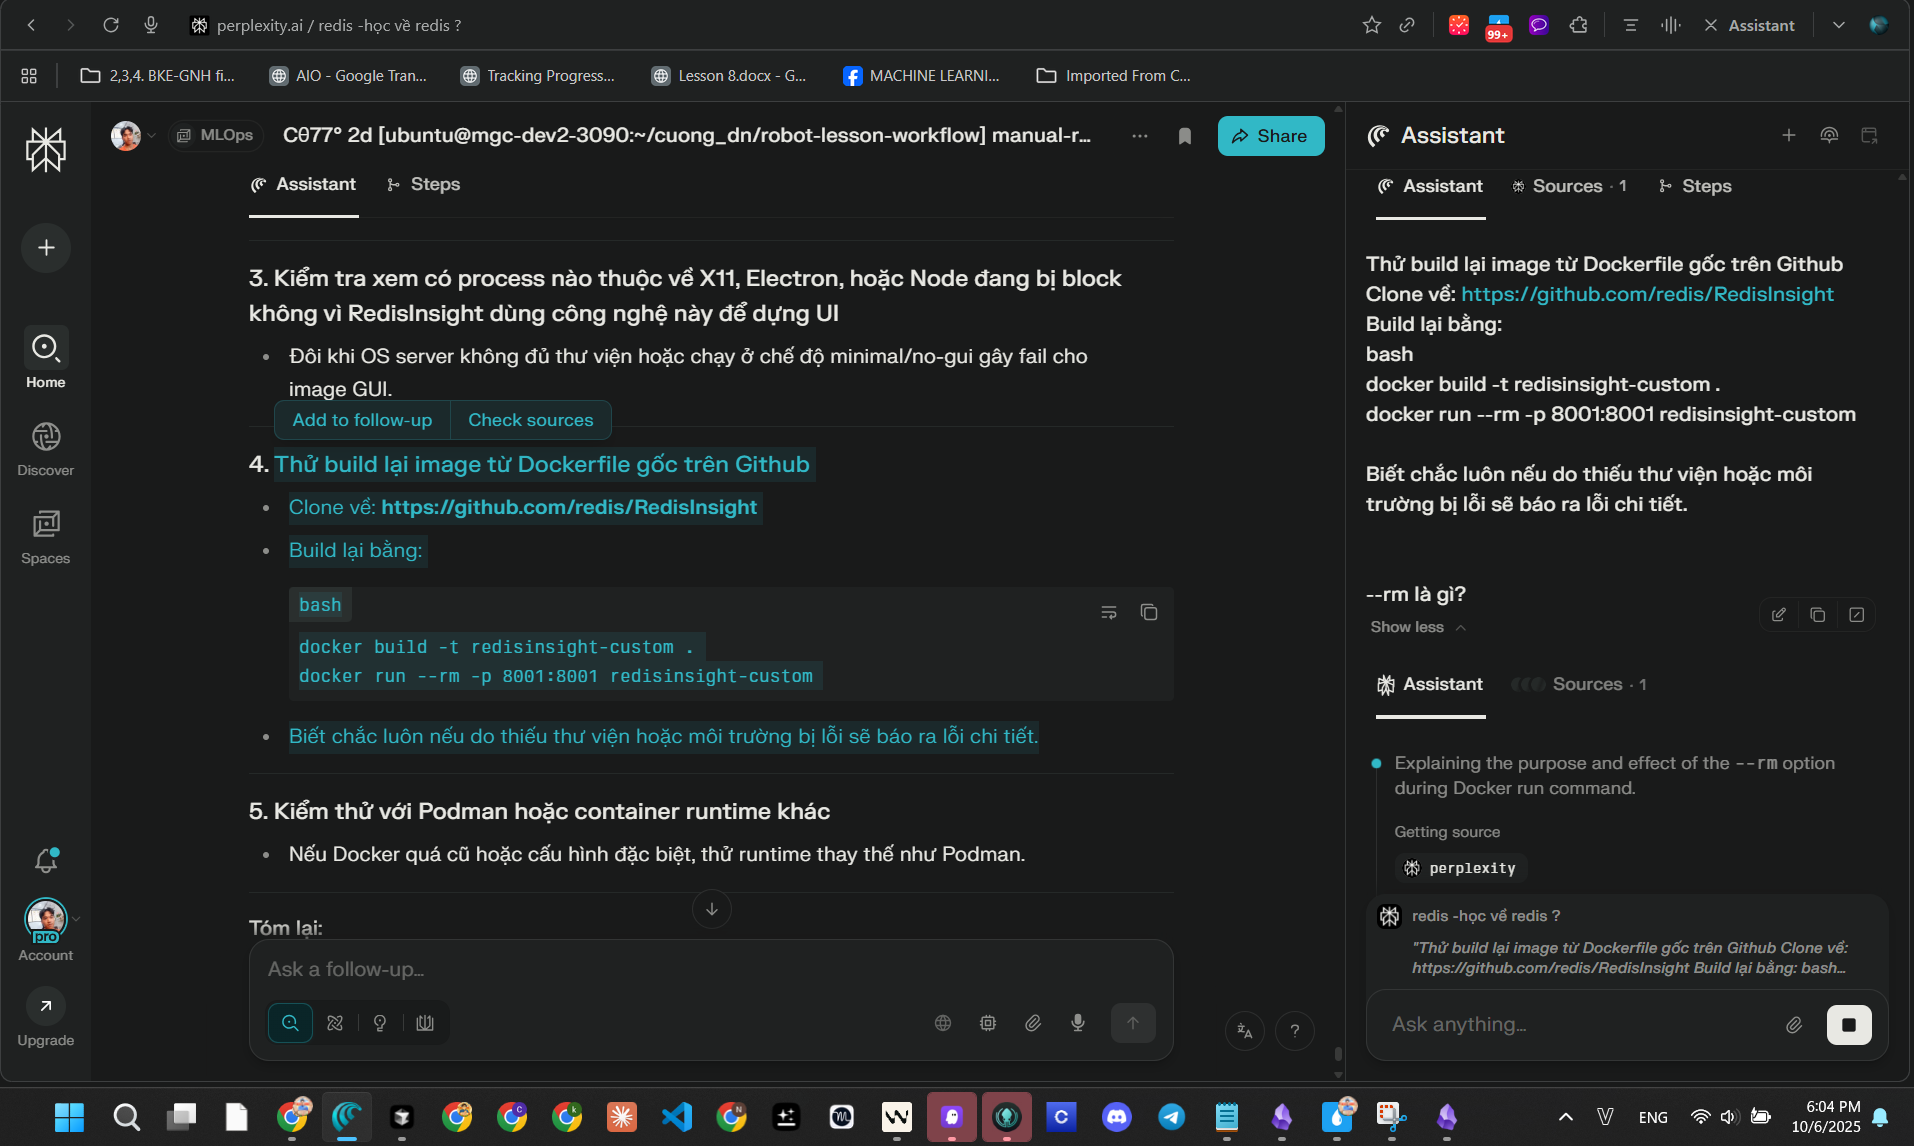 perplexity.ai / redis -học về redis ?
99+
Assistant
2,3,4. BKE-GNH fi...
AIO - Google Tran...
Tracking Progress...
Lesson 8.docx - G...
MACHINE LEARNI...
Imported From C...
Home
Discover
Spaces
pro
Account
Upgrade
MLOps
Cθ77° 2d [ubuntu@mgc-dev2-3090:~/cuong_dn/robot-lesson-workflow] manual-r...
Share
Assistant
Steps
3. Kiểm tra xem có process nào thuộc về X11, Electron, hoặc Node đang bị block
không vì RedisInsight dùng công nghệ này để dựng UI
Đôi khi OS server không đủ thư viện hoặc chạy ở chế độ minimal/no-gui gây fail cho
image GUI.
Add to follow-up
Check sources
4. Thử build lại image từ Dockerfile gốc trên Github
Clone về: https://github.com/redis/RedisInsight
Build lại bằng:
bash
docker build -t redisinsight-custom .
docker run --rm -p 8001:8001 redisinsight-custom
Biết chắc luôn nếu do thiếu thư viện hoặc môi trường bị lỗi sẽ báo ra lỗi chi tiết.
5. Kiểm thử với Podman hoặc container runtime khác
Nếu Docker quá cũ hoặc cấu hình đặc biệt, thử runtime thay thế như Podman.
Tóm lại:
Ask a follow-up...
Assistant
Assistant
Sources · 1
Steps
Thử build lại image từ Dockerfile gốc trên Github
Clone về: https://github.com/redis/RedisInsight
Build lại bằng:
bash
docker build -t redisinsight-custom .
docker run --rm -p 8001:8001 redisinsight-custom
Biết chắc luôn nếu do thiếu thư viện hoặc môi
trường bị lỗi sẽ báo ra lỗi chi tiết.
--rm là gì?
Show less
Assistant
Sources · 1
Explaining the purpose and effect of the --rm option
during Docker run command.
Getting source
perplexity
redis -học về redis ?
"Thử build lại image từ Dockerfile gốc trên Github Clone về:
https://github.com/redis/RedisInsight Build lại bằng: bash...
Ask anything...
ENG
6:04 PM
10/6/2025